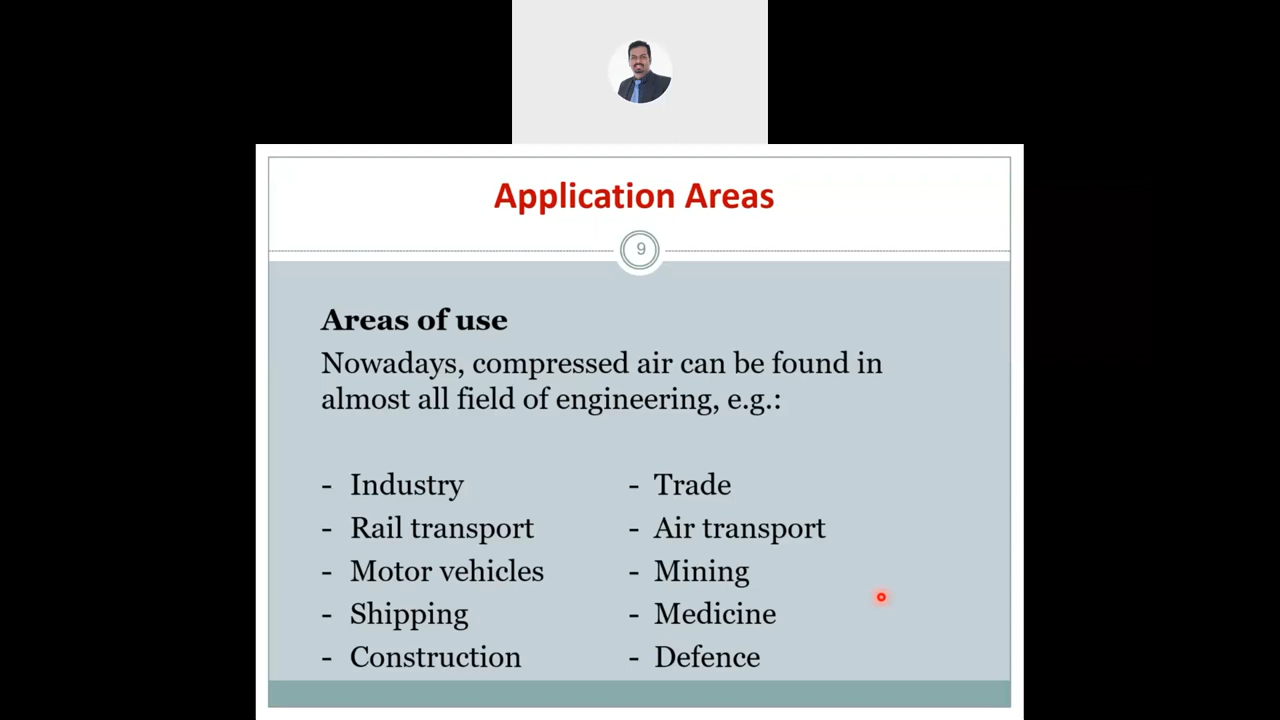 Application Areas
9
Areas of use
Nowadays, compressed air can be found in
almost all field of engineering, e.g.:
- Industry
- Rail transport
- Motor vehicles
- Shipping
- Construction
- Trade
- Air transport
- Mining
- Medicine
- Defence